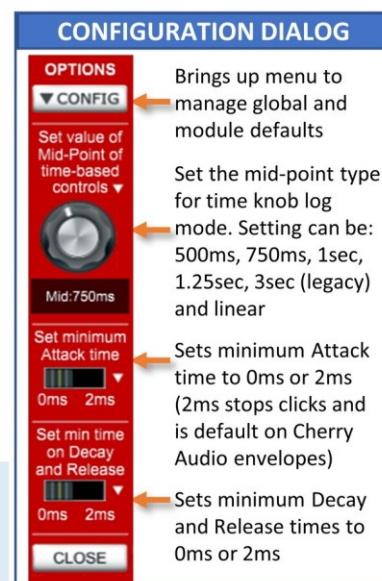 CONFIGURATION DIALOG
OPTIONS
▼ CONFIG
Set value of
Mid-Point of
time-based
controls ▼
Mid:750ms
Set minimum
Attack time
▼
0ms 2ms
Set min time
on Decay
and Release
▼
0ms 2ms
CLOSE
Brings up menu to
manage global and
module defaults
Set the mid-point type
for time knob log
mode. Setting can be:
500ms, 750ms, 1sec,
1.25sec, 3sec (legacy)
and linear
Sets minimum Attack
time to 0ms or 2ms
(2ms stops clicks and
is default on Cherry
Audio envelopes)
Sets minimum Decay
and Release times to
0ms or 2ms